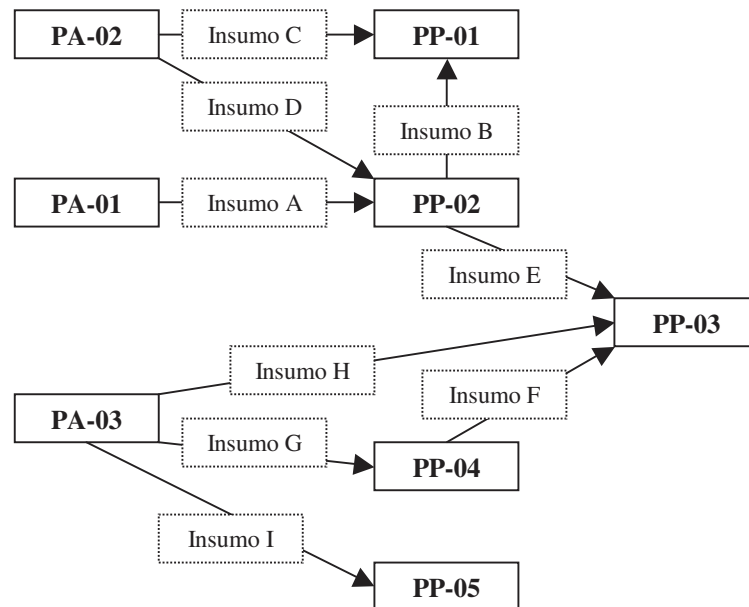 PA-02
Insumo C
PP-01
Insumo D
Insumo B
PA-01
Insumo A
PP-02
Insumo E
PP-03
Insumo H
Insumo F
PA-03
Insumo G
PP-04
Insumo I
PP-05